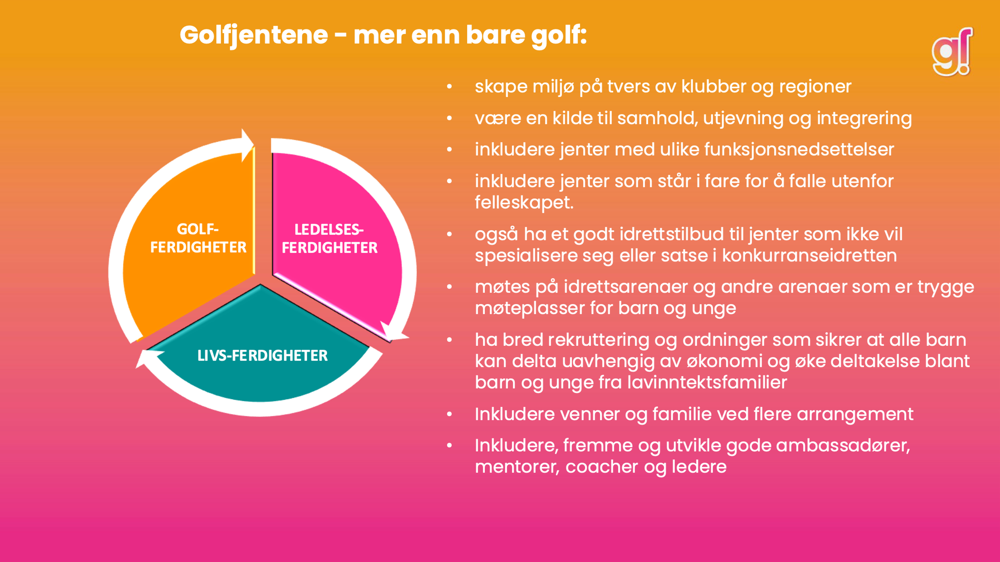 Golfjentene – mer enn bare golf:
g!
GOLF-
FERDIGHETER
LEDELSES-
FERDIGHETER
LIVS-FERDIGHETER
• skape miljø på tvers av klubber og regioner
• være en kilde til samhold, utjevning og integrering
• inkludere jenter med ulike funksjonsnedsettelser
• inkludere jenter som står i fare for å falle utenfor
felleskapet.
• også ha et godt idrettstilbud til jenter som ikke vil
spesialisere seg eller satse i konkurranseidretten
• møtes på idrettsarenaer og andre arenaer som er trygge
møteplasser for barn og unge
• ha bred rekruttering og ordninger som sikrer at alle barn
kan delta uavhengig av økonomi og øke deltakelse blant
barn og unge fra lavinntektsfamilier
• Inkludere venner og familie ved flere arrangement
• Inkludere, fremme og utvikle gode ambassadører,
mentorer, coacher og ledere